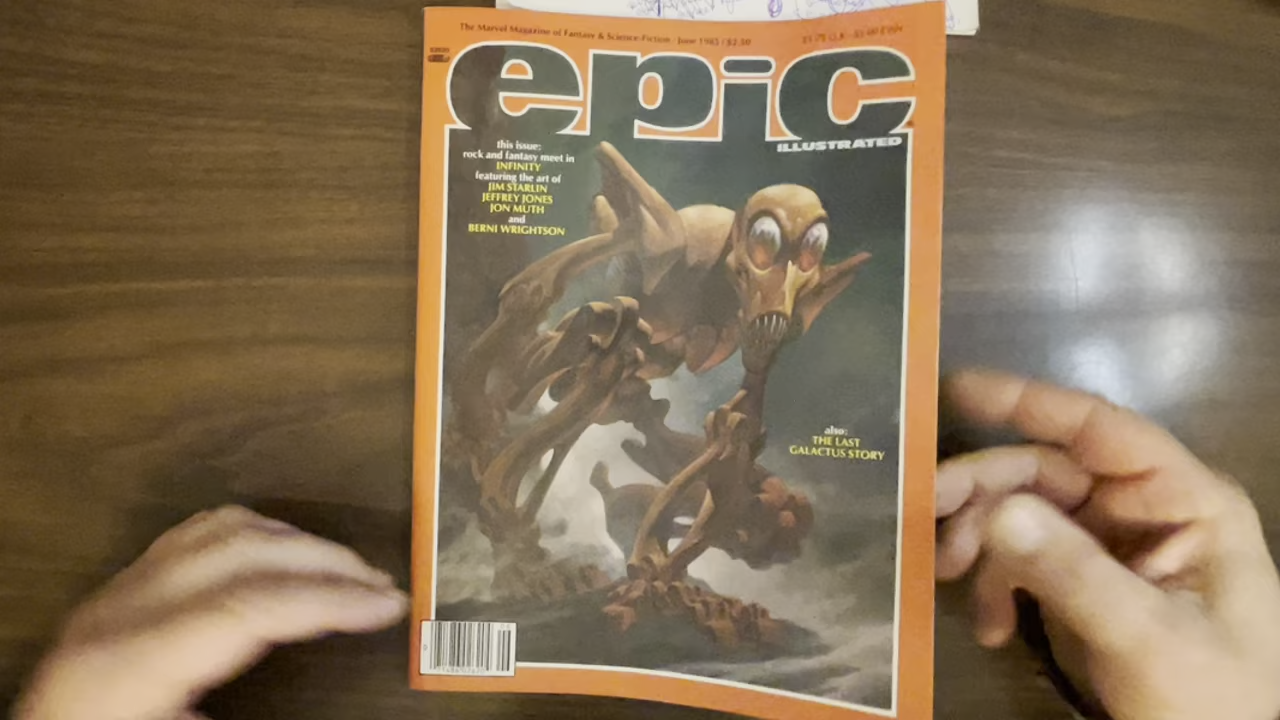 The Marvel Magazine of Fantasy & Science-Fiction June 1985 / $2.50
epic
ILLUSTRATED
this issue:
rock and fantasy meet in
INFINITY
featuring the art of
JIM STARLIN
JEFFREY JONES
JON MUTH
and
BERNI WRIGHTSON
also:
THE LAST
GALACTUS STORY